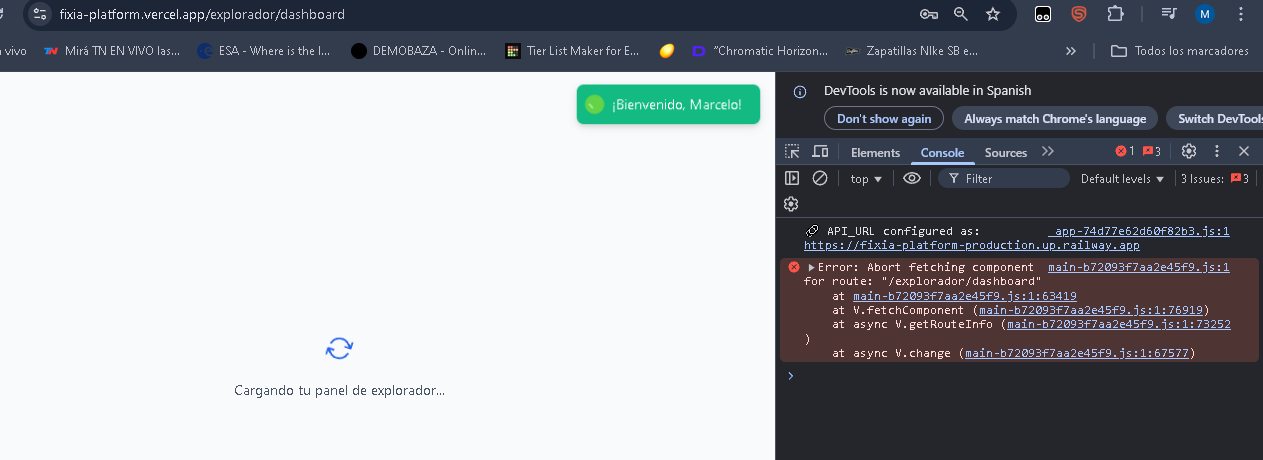 fixia-platform.vercel.app/explorador/dashboard
M
n vivo
Mirá TN EN VIVO las...
ESA - Where is the I...
DEMOBAZA - Onlin...
Tier List Maker for E...
"Chromatic Horizon...
Zapatillas NIke SB e...
»
Todos los marcadores
¡Bienvenido, Marcelo!
Cargando tu panel de explorador...
DevTools is now available in Spanish
Don't show again
Always match Chrome's language
Switch DevTools
Elements
Console
Sources
1
3
top
Filter
Default levels
3 Issues:
3
API_URL configured as: _app-74d77e62d60f82b3.js:1
https://fixia-platform-production.up.railway.app
Error: Abort fetching component main-b72093f7aa2e45f9.js:1
for route: "/explorador/dashboard"
at main-b72093f7aa2e45f9.js:1:63419
at V.fetchComponent (main-b72093f7aa2e45f9.js:1:76919)
at async V.getRouteInfo (main-b72093f7aa2e45f9.js:1:73252
)
at async V.change (main-b72093f7aa2e45f9.js:1:67577)